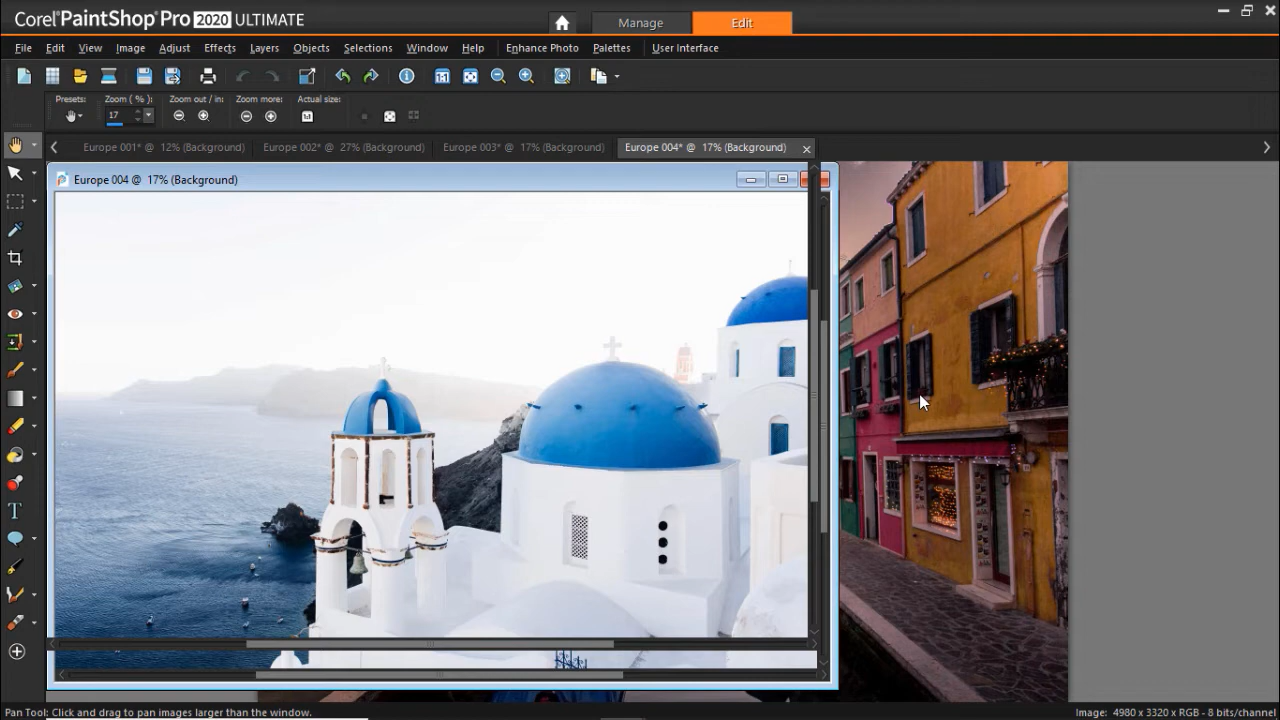 Corel PaintShop Pro 2020 ULTIMATE
Manage
Edit
File Edit View Image Adjust Effects Layers Objects Selections Window Help Enhance Photo Palettes User Interface
Presets: Zoom ( % ): Zoom out / in: Zoom more: Actual size:
17
Europe 001* @ 12% (Background) Europe 002* @ 27% (Background) Europe 003* @ 17% (Background) Europe 004* @ 17% (Background)
Europe 004 @ 17% (Background)
Pan Tool: Click and drag to pan images larger than the window.
Image: 4980 x 3320 x RGB - 8 bits/channel